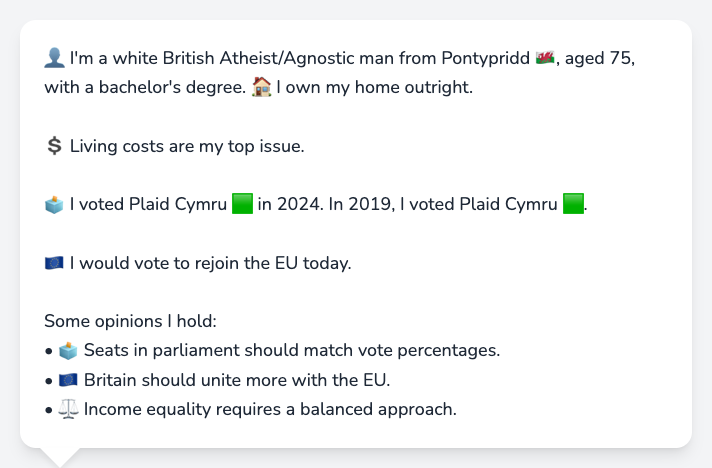 👤 I'm a white British Atheist/Agnostic man from Pontypridd 🏴󠁧󠁢󠁷󠁬󠁳󠁿, aged 75,
with a bachelor's degree. 🏠 I own my home outright.
💲 Living costs are my top issue.
🗳️ I voted Plaid Cymru 🟩 in 2024. In 2019, I voted Plaid Cymru 🟩.
🇪🇺 I would vote to rejoin the EU today.
Some opinions I hold:
• 🗳️ Seats in parliament should match vote percentages.
• 🇪🇺 Britain should unite more with the EU.
• ⚖️ Income equality requires a balanced approach.